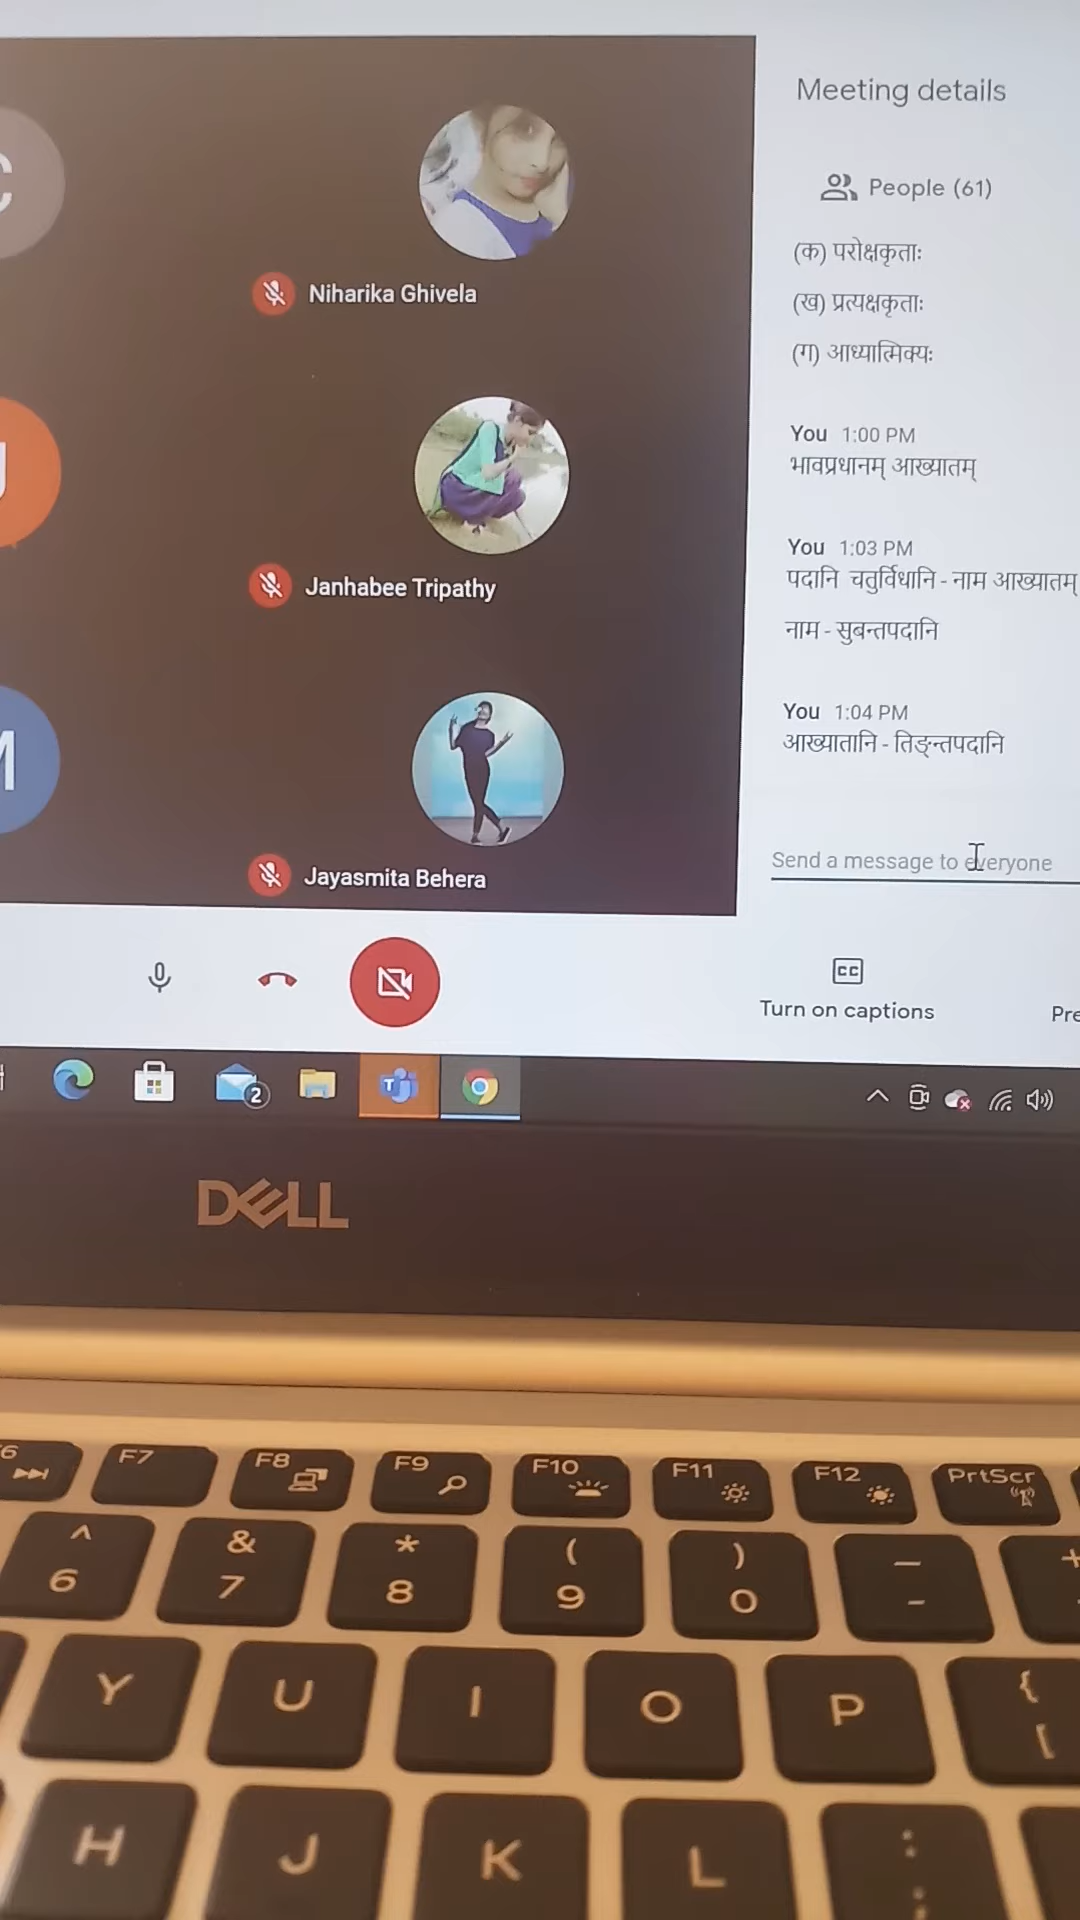 Meeting details
People (61)
(क) परोक्षकृताः
(ख) प्रत्यक्षकृताः
(ग) आध्यात्मिक्यः
You 1:00 PM
भावप्रधानम् आख्यातम्
You 1:03 PM
पदानि चतुर्विधानि - नाम आख्यातम्
नाम - सुबन्तपदानि
You 1:04 PM
आख्यातानि - तिङ्न्तपदानि
Send a message to everyone
C
Niharika Ghivela
Janhabee Tripathy
M
Jayasmita Behera
CC
Turn on captions
Pre
2
T
DELL
F7 F8 F9 F10 F11 F12 PrtScr
^ & * ( ) — +
6 7 8 9 0 -
Y U I O P { [
H J K L : ;